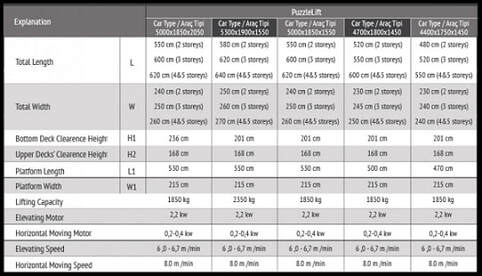 Explanation
PuzzleLift
Car Type / Araç Tipi 5000x1850x2050
Car Type / Araç Tipi 5300x1900x1550
Car Type / Araç Tipi 5000x1850x1550
Car Type / Araç Tipi 4700x1800x1450
Car Type / Araç Tipi 4400x1750x1450
550 cm (2 storeys) 580 cm (2 storeys) 550 cm (2 storeys) 520 cm (2 storeys) 480 cm (2 storeys)
Total Length L 600 cm (3 storeys) 620 cm (3 storeys) 600 cm (3 storeys) 570 cm (3 storeys) 520 cm (3 storeys)
620 cm (4&5 storeys) 640 cm (4&5 storeys) 620 cm (4&5 storeys) 600 cm (4&5 storeys) 550 cm (4&5 storeys)
240 cm (2 storeys) 250 cm (2 storeys) 240 cm (2 storeys) 230 cm (2 storeys) 230 cm (2 storeys)
Total Width W 250 cm (3 storeys) 260 cm (3 storeys) 250 cm (3 storeys) 245 cm (3 storeys) 230 cm (3 storeys)
260 cm (4&5 storeys) 270 cm (4&5 storeys) 260 cm (4&5 storeys) 250 cm (4&5 storeys) 240 cm (4&5 storeys)
Bottom Deck Clearence Heighr H1 236 cm 201 cm 201 cm 201 cm 201 cm
Upper Decks' Clearence Heighr H2 168 cm 168 cm 168 cm 168 cm 168 cm
Platform Length L1 530 cm 550 cm 530 cm 500 cm 470 cm
Platform Width W1 215 cm 215 cm 215 cm 215 cm 215 cm
Lifting Capacity 1850 kg 2350 kg 1850 kg 1850 kg 1850 kg
Elevating Motor 2,2 kw 2,2 kw 2,2 kw 2,2 kw 2,2 kw
Horizontal Moving Motor 0,2-0,4 kw 0,2-0,4 kw 0,2-0,4 kw 0,2-0,4 kw 0,2-0,4 kw
Elevating Speed 6 ,0 - 6,7 m /min 6 ,0 - 6,7 m /min 6 ,0 - 6,7 m /min 6 ,0 - 6,7 m /min 6 ,0 - 6,7 m /min
Horizontal Moving Speed 8.0 m /min 8.0 m /min 8.0 m /min 8.0 m /min 8.0 m /min